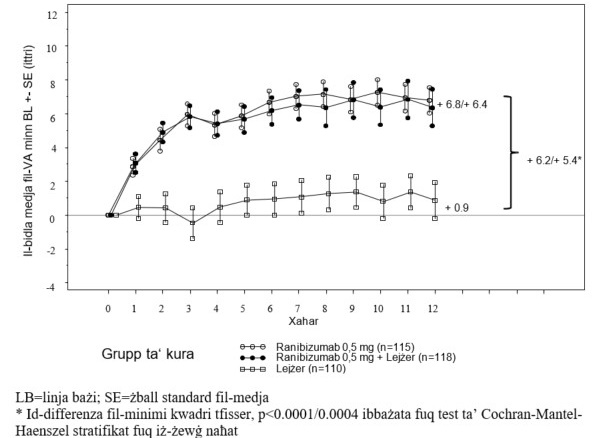 Il-bidla medja fil-VA minn BL +- SE (ittri)
12
10
8
6
4
2
0
-2
-4
+ 6.8/+ 6.4
+ 6.2/+ 5.4*
+ 0.9
0 1 2 3 4 5 6 7 8 9 10 11 12
Xahar
Grupp ta‘ kura
Ranibizumab 0,5 mg (n=115)
Ranibizumab 0,5 mg + Lejżer (n=118)
Lejżer (n=110)
LB=linja bażi; SE=żball standard fil-medja
* Id-differenza fil-minimi kwadri tfisser, p<0.0001/0.0004 ibbażata fuq test ta’ Cochran-Mantel-
Haenszel stratifikat fuq iż-żewġ naħat